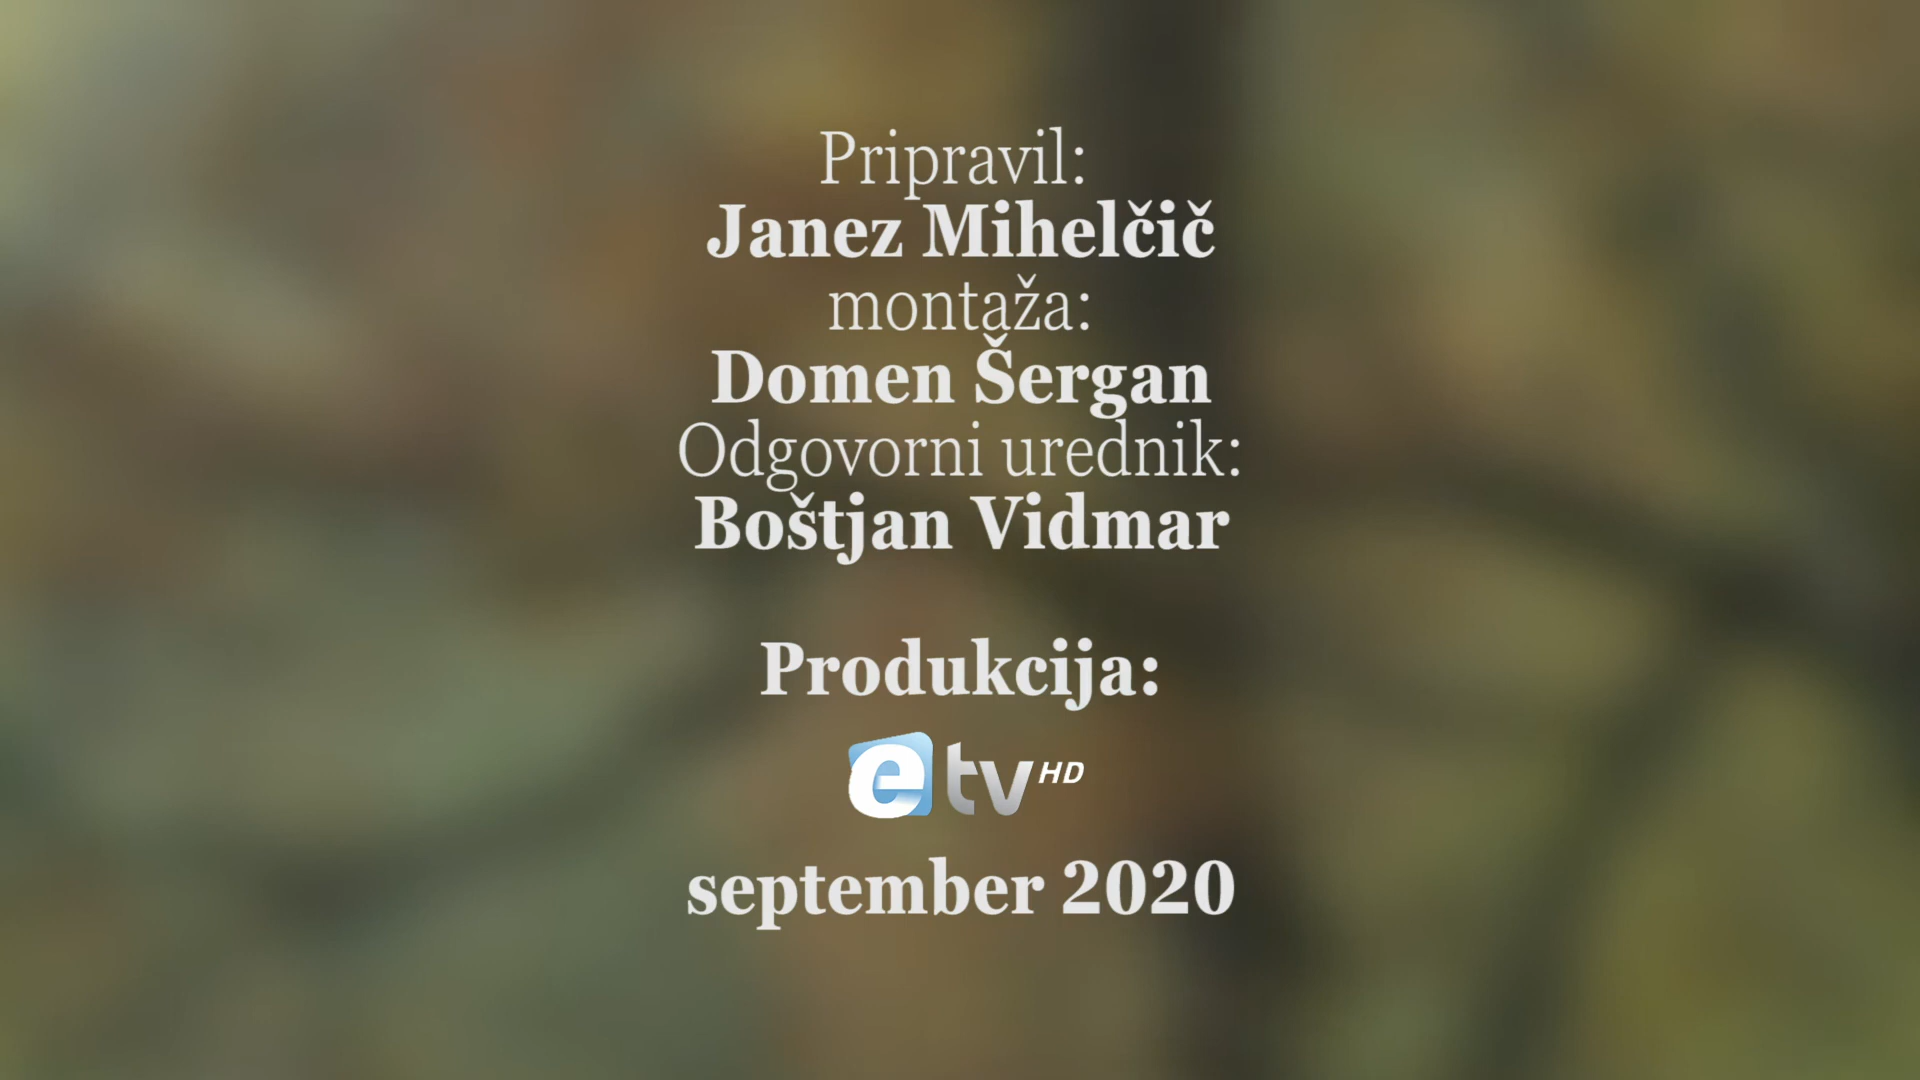 Pripravil:
Janez Mihelčič
montaža:
Domen Šergan
Odgovorni urednik:
Boštjan Vidmar
Produkcija:
etv HD
september 2020